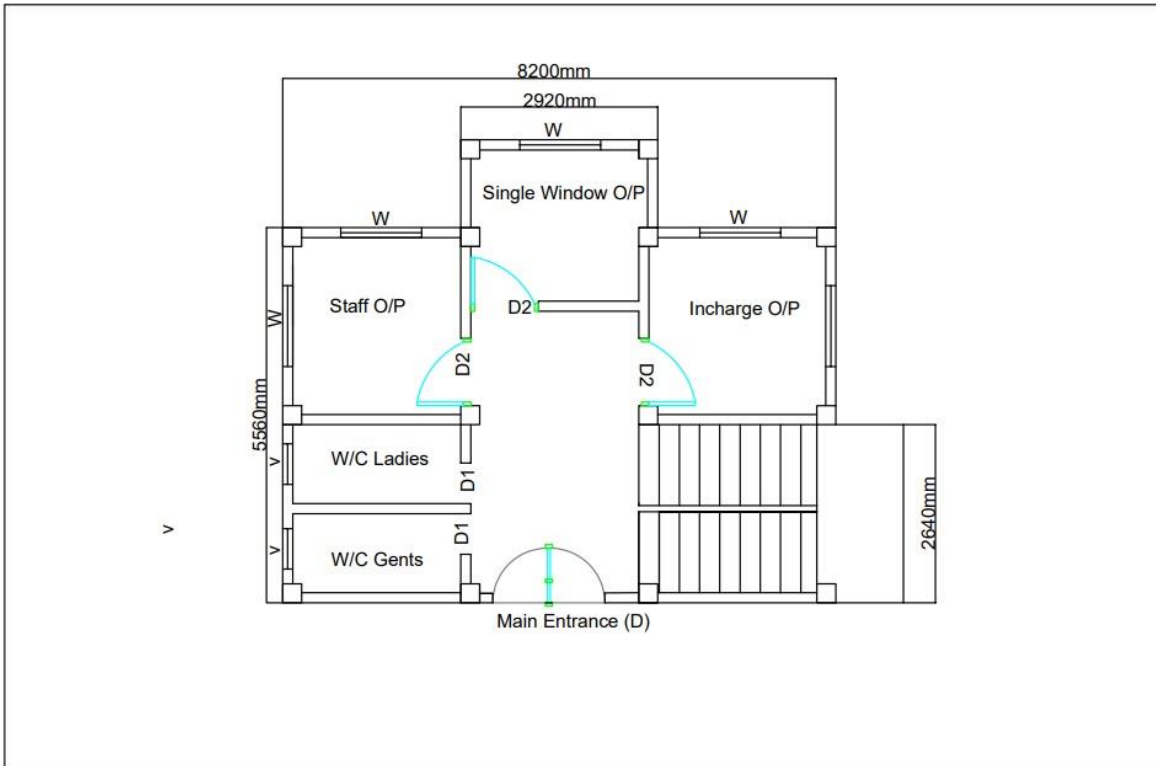 8200mm
2920mm
W
Single Window O/P
W
W
Staff O/P
D2
Incharge O/P
W
D2
D2
5560mm
W/C Ladies
v
D1
2640mm
v
D1
v
W/C Gents
Main Entrance (D)